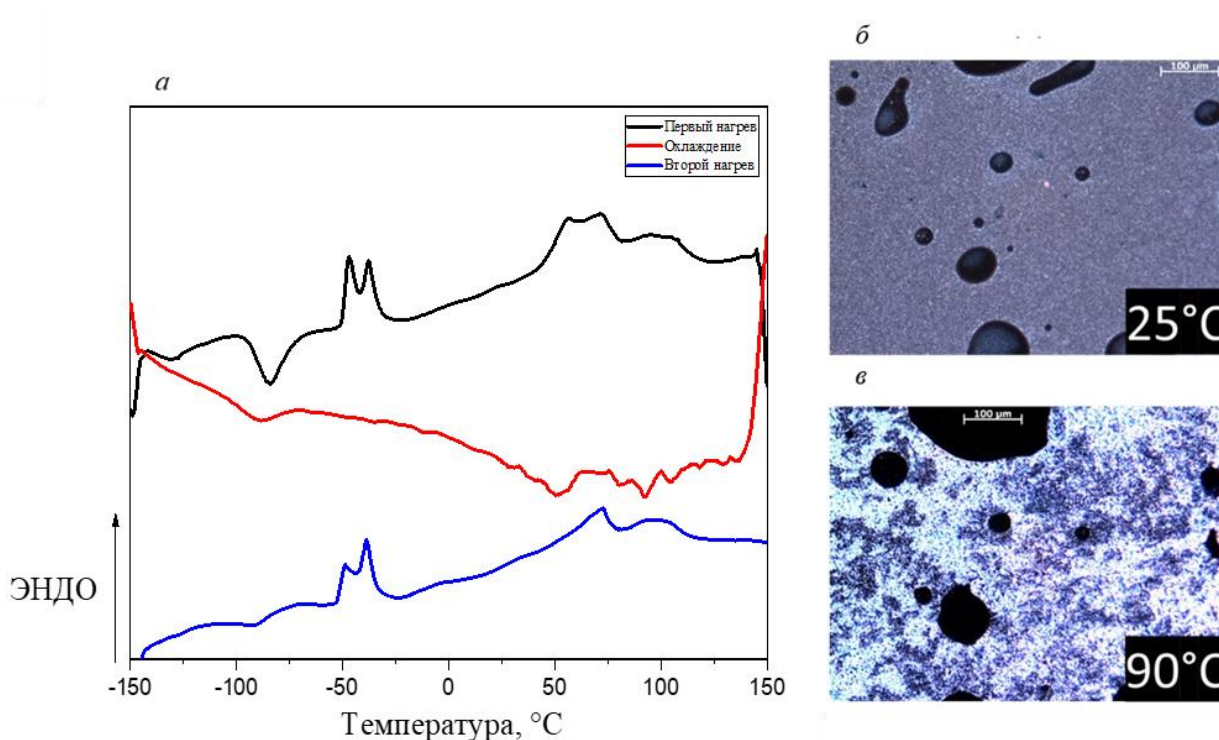 а
Первый нагрев
Охлаждение
Второй нагрев
ЭНДО
-150
-100
-50
0
50
100
150
Температура, °C
б
100 µm
25°C
в
100 µm
90°C